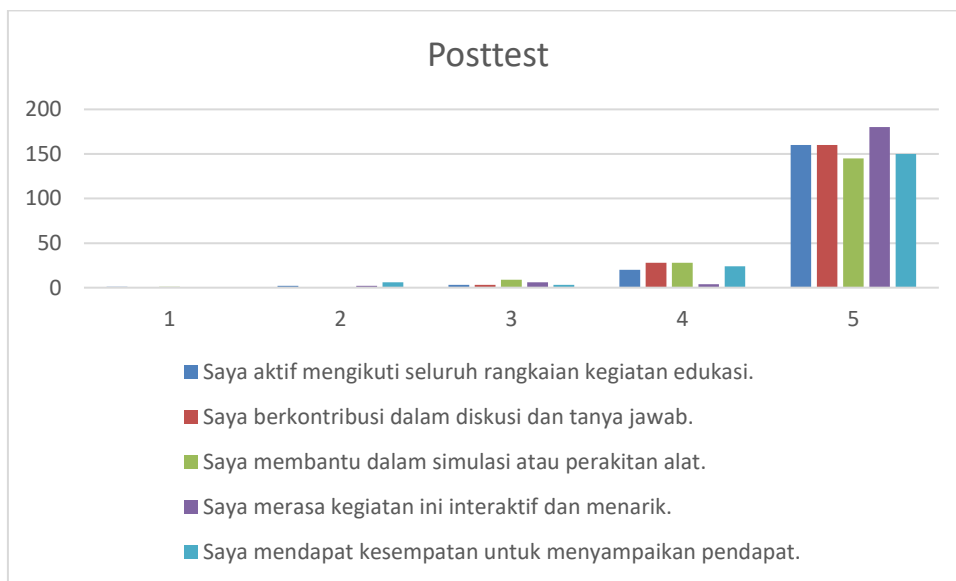 Posttest
200
150
100
50
0
1 2 3 4 5
Saya aktif mengikuti seluruh rangkaian kegiatan edukasi.
Saya berkontribusi dalam diskusi dan tanya jawab.
Saya membantu dalam simulasi atau perakitan alat.
Saya merasa kegiatan ini interaktif dan menarik.
Saya mendapat kesempatan untuk menyampaikan pendapat.